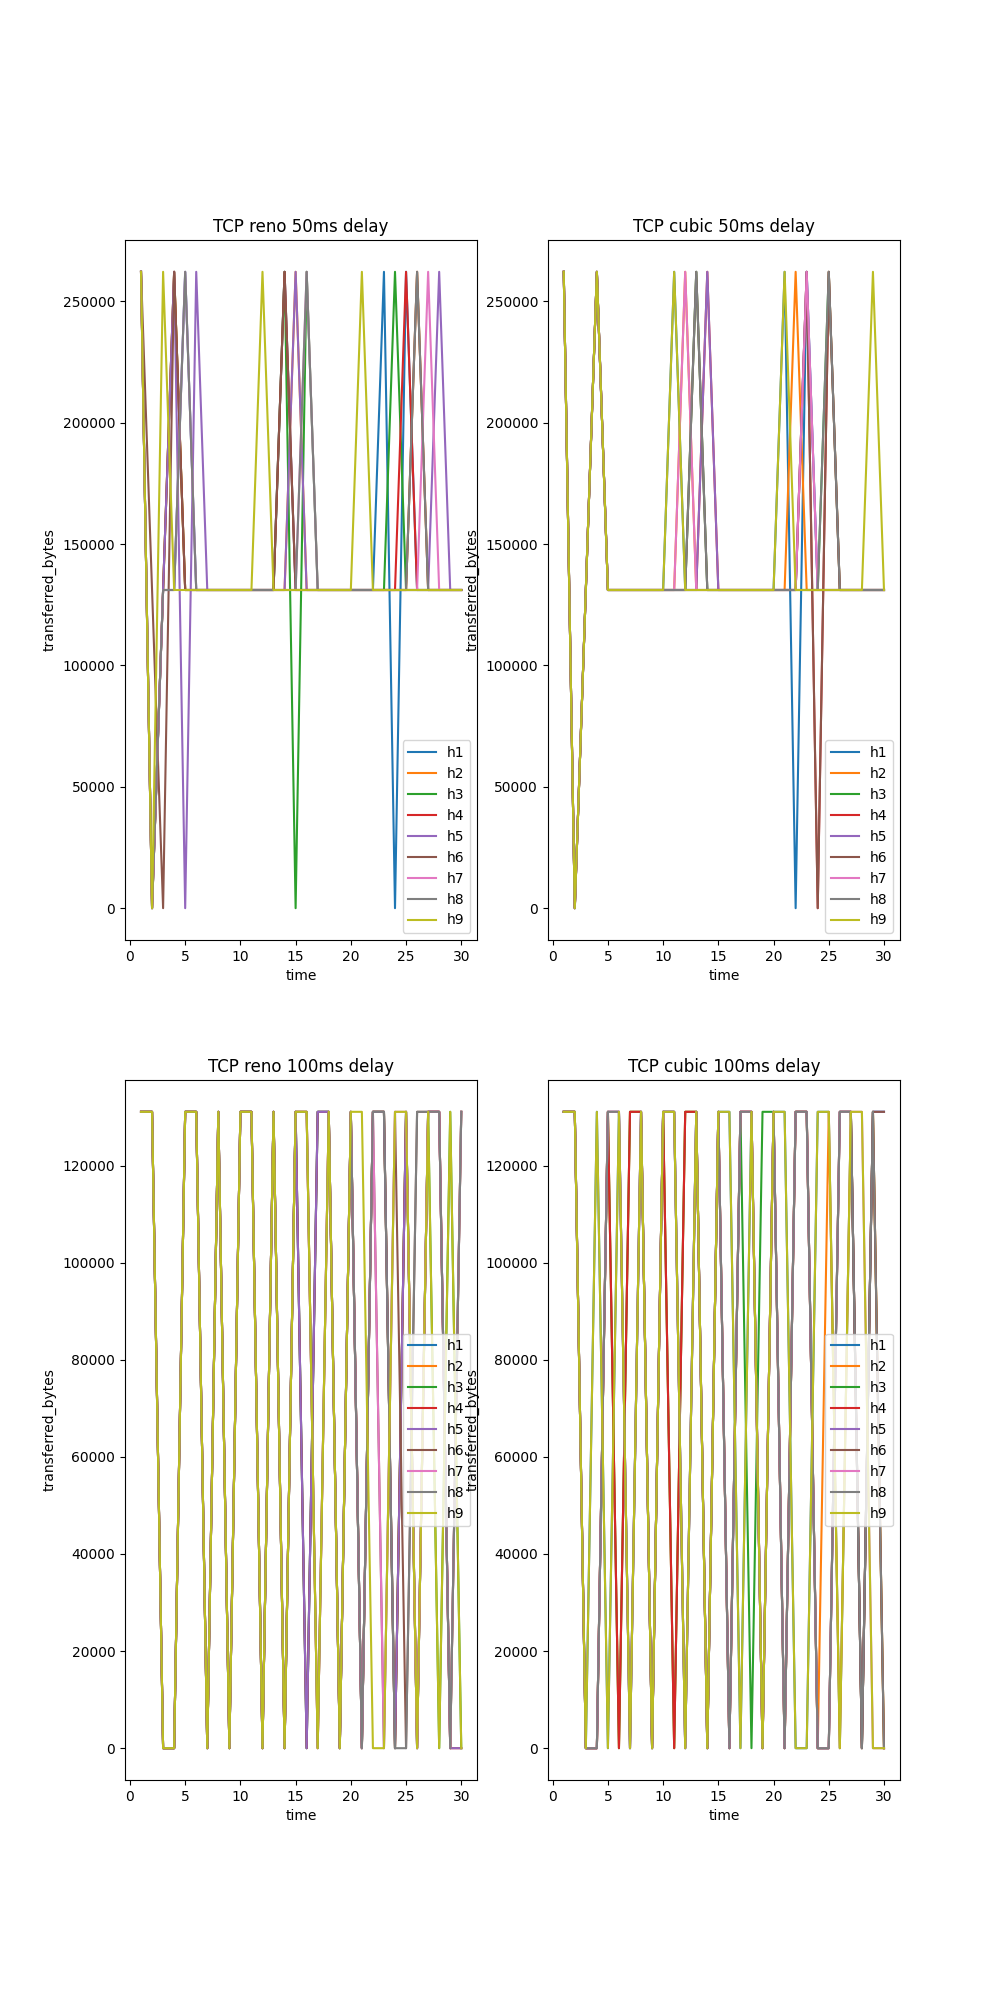 TCP reno 50ms delay
transferred_bytes
250000
200000
150000
100000
50000
0
0 5 10 15 20 25 30
time
h1
h2
h3
h4
h5
h6
h7
h8
h9
TCP cubic 50ms delay
transferred_bytes
250000
200000
150000
100000
50000
0
0 5 10 15 20 25 30
time
h1
h2
h3
h4
h5
h6
h7
h8
h9
TCP reno 100ms delay
transferred_bytes
120000
100000
80000
60000
40000
20000
0
0 5 10 15 20 25 30
time
h1
h2
h3
h4
h5
h6
h7
h8
h9
TCP cubic 100ms delay
transferred_bytes
120000
100000
80000
60000
40000
20000
0
0 5 10 15 20 25 30
time
h1
h2
h3
h4
h5
h6
h7
h8
h9